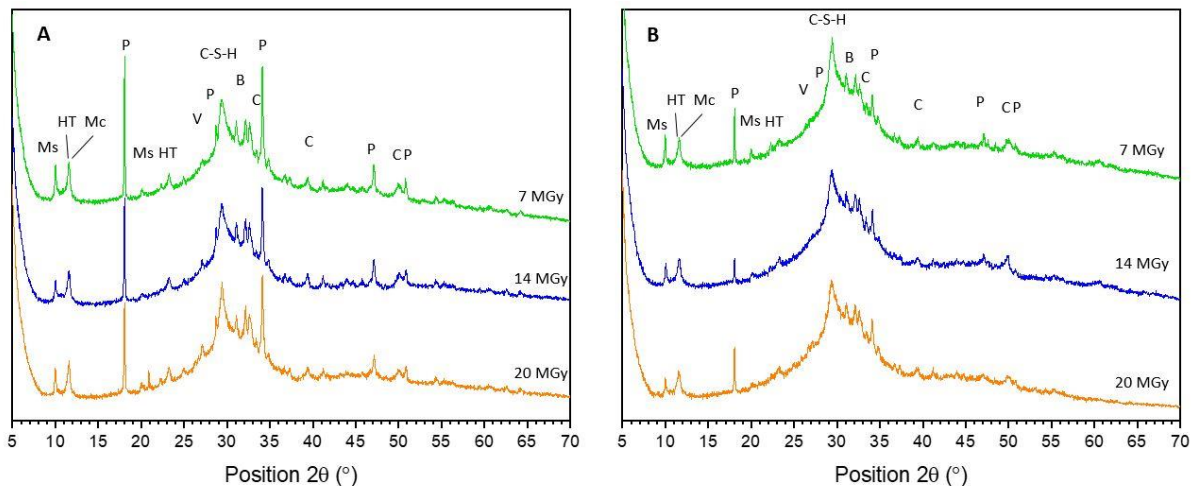 A
P
C-S-H
P
B
P
C
V
HT
Mc
Ms
Ms HT
C
P
C P
7 MGy
14 MGy
20 MGy
5 10 15 20 25 30 35 40 45 50 55 60 65 70
Position 2θ (°)
B
C-S-H
P
B
P
C
V
P
HT
Mc
Ms
Ms HT
C
P
C P
7 MGy
14 MGy
20 MGy
5 10 15 20 25 30 35 40 45 50 55 60 65 70
Position 2θ (°)